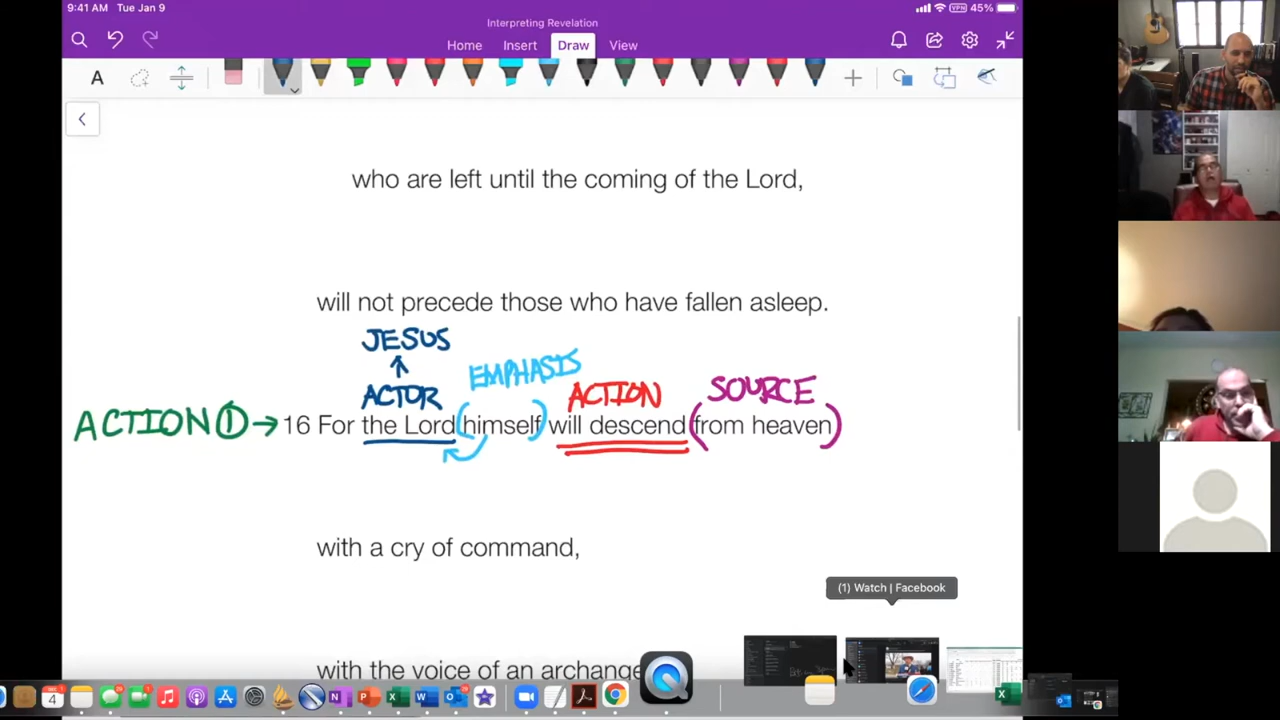 9:41 AM Tue Jan 9
VPN 45%
Interpreting Revelation
Home Insert Draw View
A
who are left until the coming of the Lord,
will not precede those who have fallen asleep.
JESUS
EMPHASIS
ACTOR
ACTION
SOURCE
ACTION ① → 16 For the Lord (himself) will descend (from heaven)
with a cry of command,
(1) Watch | Facebook
with the voice of an archange
DEC
4